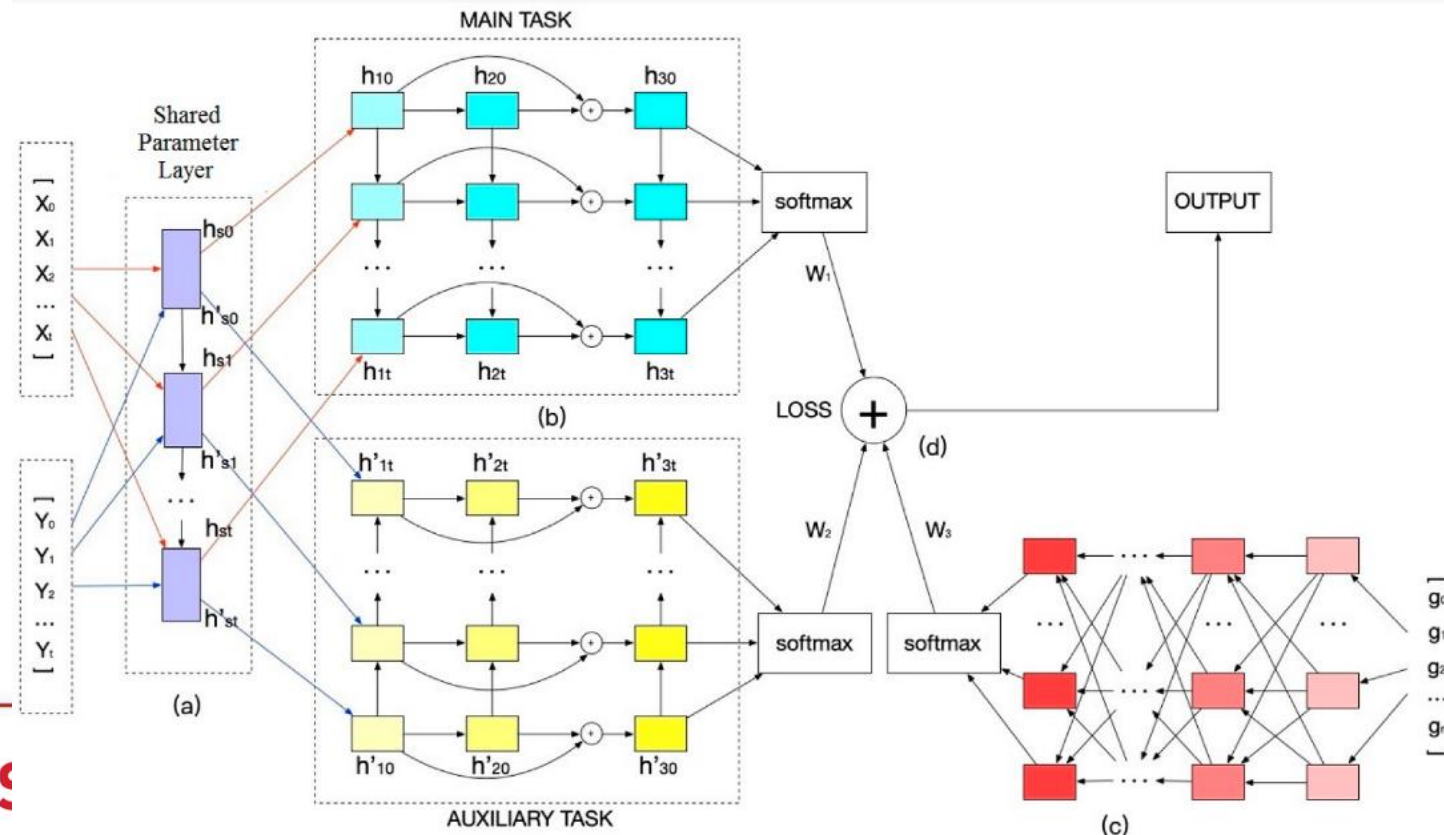 MAIN TASK
Shared
Parameter
Layer
[
X₀
X₁
X₂
...
Xₜ
]
[
Y₀
Y₁
Y₂
...
Yₜ
]
hs0
h's0
hs1
h's1
...
hst
h'st
(a)
h10 h20 h30
+
+
... ... ...
+
h1t h2t h3t
(b)
softmax
W₁
OUTPUT
LOSS + (d)
h'1t h'2t h'3t
+
... ... ...
+
+
h'10 h'20 h'30
AUXILIARY TASK
W₂ W₃
softmax softmax
...
... ... ...
...
...
...
[
g₁
g₂
...
]
(c)